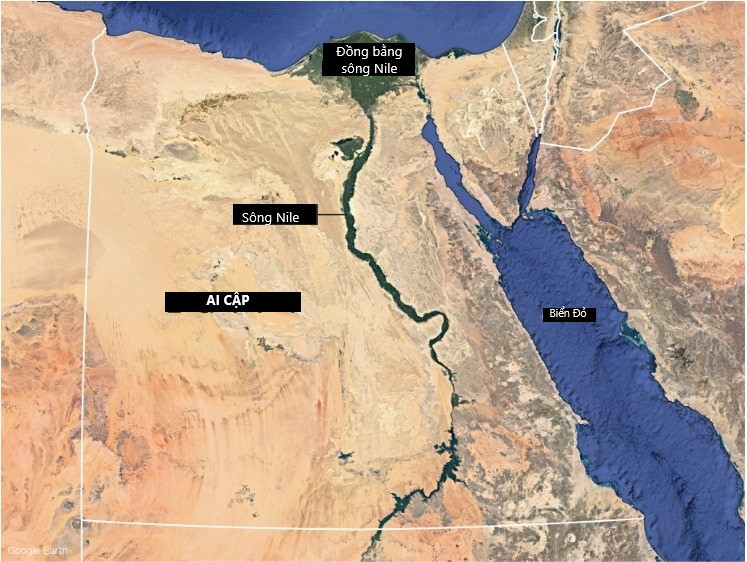 Đồng bằng
sông Nile
Sông Nile
AI CẬP
Biển Đỏ
Google Earth